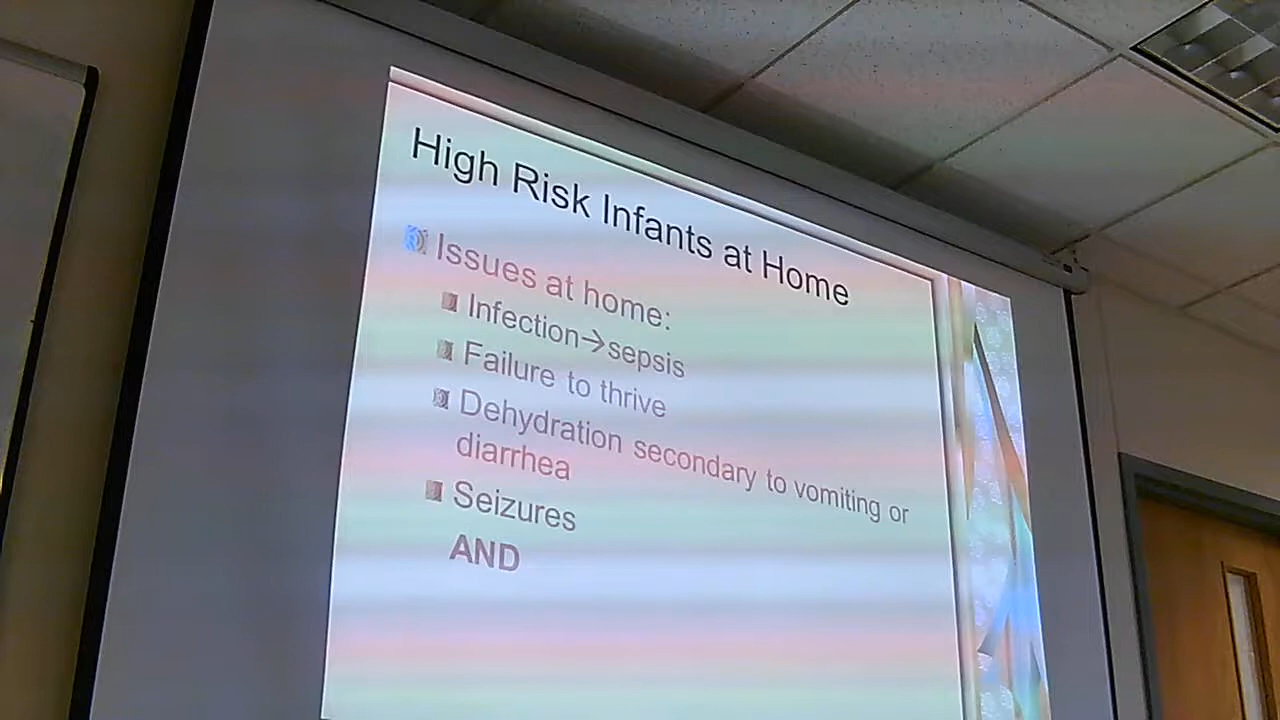 High Risk Infants at Home
Issues at home:
Infection→sepsis
Failure to thrive
Dehydration secondary to vomiting or
diarrhea
Seizures
AND